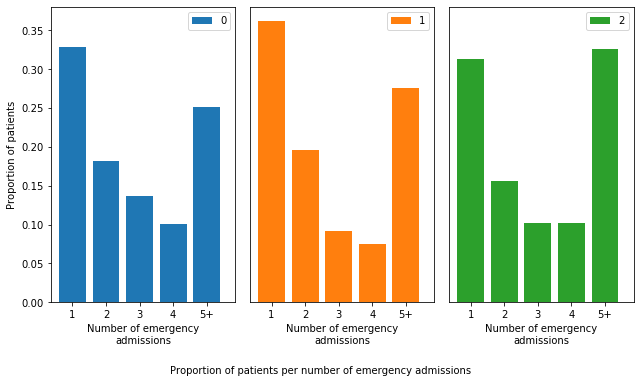 0
1
2
0.35
0.30
0.25
0.20
0.15
0.10
0.05
0.00
Proportion of patients
1 2 3 4 5+
1 2 3 4 5+
1 2 3 4 5+
Number of emergency
admissions
Number of emergency
admissions
Number of emergency
admissions
Proportion of patients per number of emergency admissions